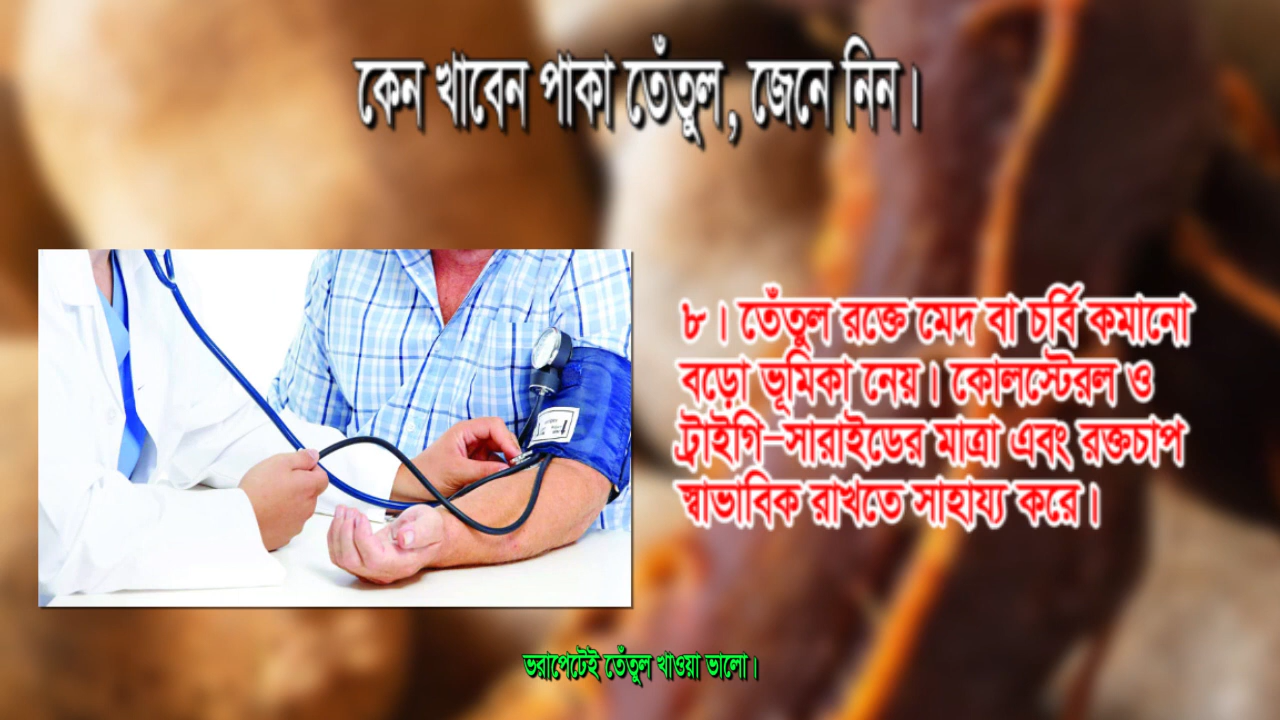 কেন খাবেন পাকা তেঁতুল, জেনে নিন।
৮। তেঁতুল রক্তে মেদ বা চর্বি কমানো
বড়ো ভূমিকা নেয়। কোলস্টেরল ও
ট্রাইগি-সারাইডের মাত্রা এবং রক্তচাপ
স্বাভাবিক রাখতে সাহায্য করে।
ভরাপেটেই তেঁতুল খাওয়া ভালো।